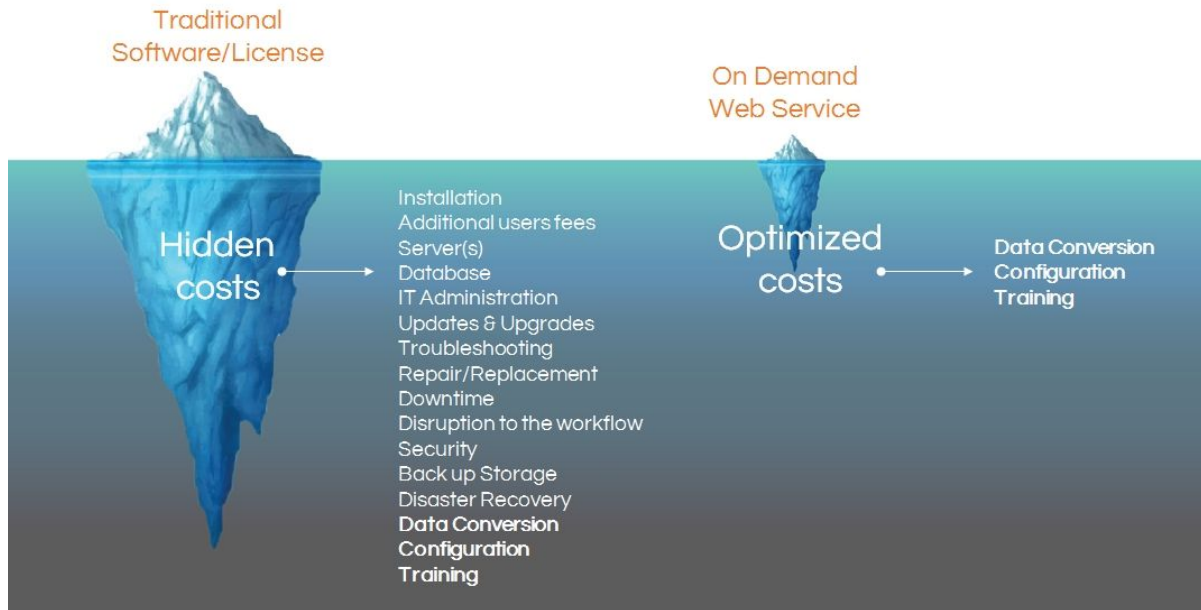 Traditional
Software/License
On Demand
Web Service
Hidden
costs
Installation
Additional users fees
Server(s)
Database
IT Administration
Updates & Upgrades
Troubleshooting
Repair/Replacement
Downtime
Disruption to the workflow
Security
Back up Storage
Disaster Recovery
Data Conversion
Configuration
Training
Optimized
costs
Data Conversion
Configuration
Training